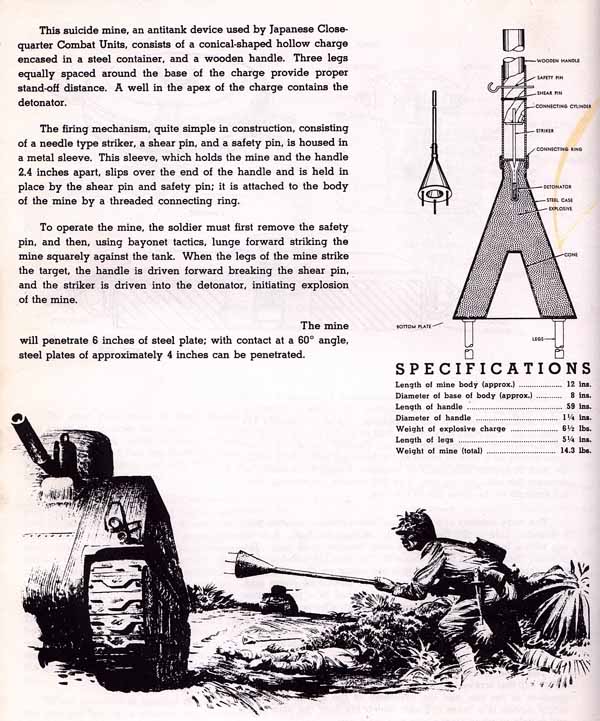 This suicide mine, an antitank device used by Japanese Close-
quarter Combat Units, consists of a conical-shaped hollow charge
encased in a steel container, and a wooden handle. Three legs
equally spaced around the base of the charge provide proper
stand-off distance. A well in the apex of the charge contains the
detonator.
The firing mechanism, quite simple in construction, consisting
of a needle type striker, a shear pin, and a safety pin, is housed in
a metal sleeve. This sleeve, which holds the mine and the handle
2.4 inches apart, slips over the end of the handle and is held in
place by the shear pin and safety pin; it is attached to the body
of the mine by a threaded connecting ring.
To operate the mine, the soldier must first remove the safety
pin, and then, using bayonet tactics, lunge forward striking the
mine squarely against the tank. When the legs of the mine strike
the target, the handle is driven forward breaking the shear pin,
and the striker is driven into the detonator, initiating explosion
of the mine.
The mine
will penetrate 6 inches of steel plate; with contact at a 60° angle,
steel plates of approximately 4 inches can be penetrated.
WOODEN HANDLE
SAFETY PIN
SHEAR PIN
CONNECTING CYLINDER
STRIKER
CONNECTING RING
DETONATOR
STEEL CASE
EXPLOSIVE
CONE
BOTTOM PLATE
LEGS
SPECIFICATIONS
Length of mine body (approx.) ................... 12 ins.
Diameter of base of body (approx.) .......... 8 ins.
Length of handle ................................... 59 ins.
Diameter of handle ............................... 1¼ ins.
Weight of explosive charge .................... 6½ lbs.
Length of legs ..................................... 5¼ ins.
Weight of mine (total) .......................... 14.3 lbs.